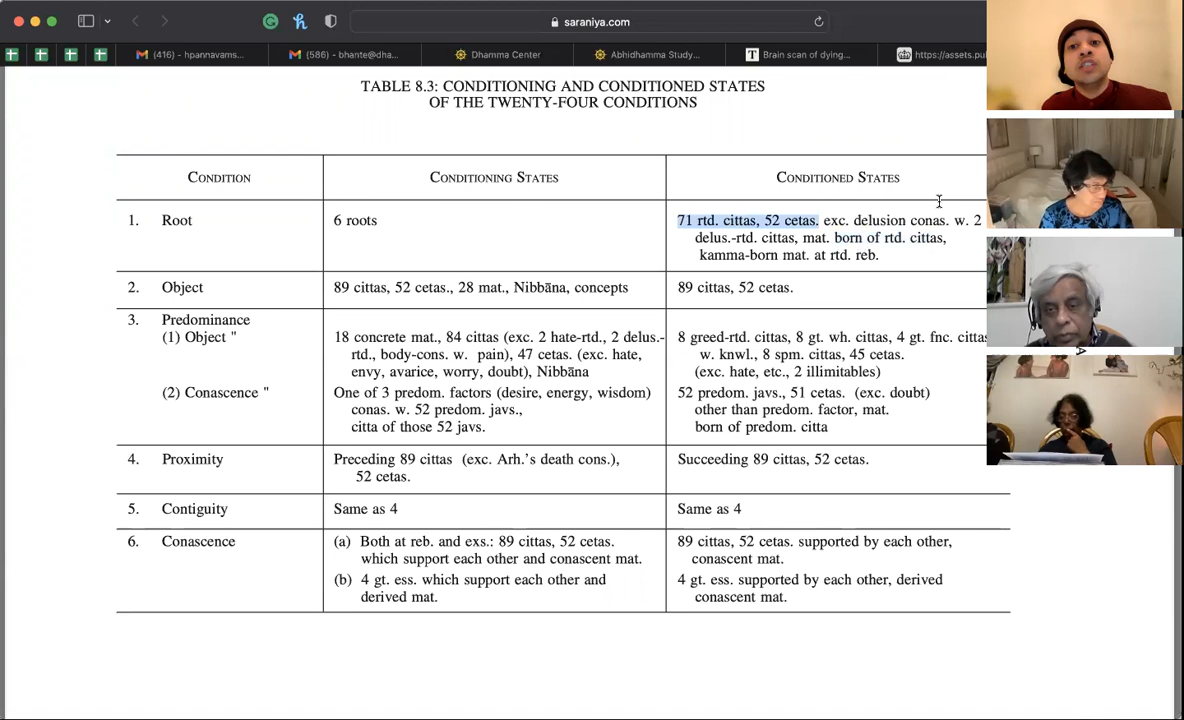 saraniya.com
(416) - hpannavams...
(586) - bhante@dha...
Dhamma Center
Abhidhamma Study...
T Brain scan of dying...
https://assets.pu
TABLE 8.3: CONDITIONING AND CONDITIONED STATES
OF THE TWENTY-FOUR CONDITIONS
CONDITION CONDITIONING STATES CONDITIONED STATES
1. Root 6 roots 71 rtd. cittas, 52 cetas. exc. delusion conas. w. 2
delus.-rtd. cittas, mat. born of rtd. cittas,
kamma-born mat. at rtd. reb.
2. Object 89 cittas, 52 cetas., 28 mat., Nibbāna, concepts 89 cittas, 52 cetas.
3. Predominance
(1) Object " 18 concrete mat., 84 cittas (exc. 2 hate-rtd., 2 delus.- 8 greed-rtd. cittas, 8 gt. wh. cittas, 4 gt. fnc. cittas
rtd., body-cons. w. pain), 47 cetas. (exc. hate, w. knwl., 8 spm. cittas, 45 cetas.
envy, avarice, worry, doubt), Nibbāna (exc. hate, etc., 2 illimitables)
(2) Conascence " One of 3 predom. factors (desire, energy, wisdom) 52 predom. javs., 51 cetas. (exc. doubt)
conas. w. 52 predom. javs., other than predom. factor, mat.
citta of those 52 javs. born of predom. citta
4. Proximity Preceding 89 cittas (exc. Arh.'s death cons.), Succeeding 89 cittas, 52 cetas.
52 cetas.
5. Contiguity Same as 4 Same as 4
6. Conascence (a) Both at reb. and exs.: 89 cittas, 52 cetas. 89 cittas, 52 cetas. supported by each other,
which support each other and conascent mat. conascent mat.
(b) 4 gt. ess. which support each other and 4 gt. ess. supported by each other, derived
derived mat. conascent mat.